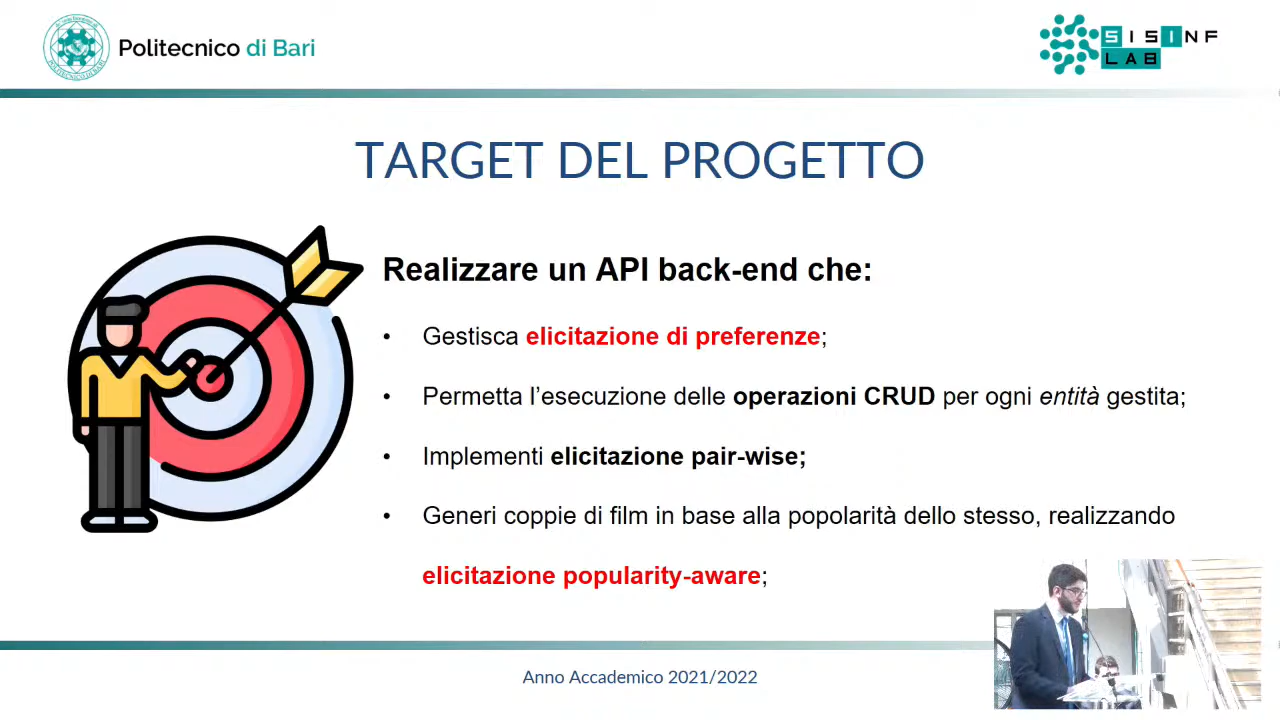 Politecnico di Bari
SISINF
LAB
TARGET DEL PROGETTO
Realizzare un API back-end che:
• Gestisca elicitazione di preferenze;
• Permetta l’esecuzione delle operazioni CRUD per ogni entità gestita;
• Implementi elicitazione pair-wise;
• Generi coppie di film in base alla popolarità dello stesso, realizzando
elicitazione popularity-aware;
Anno Accademico 2021/2022